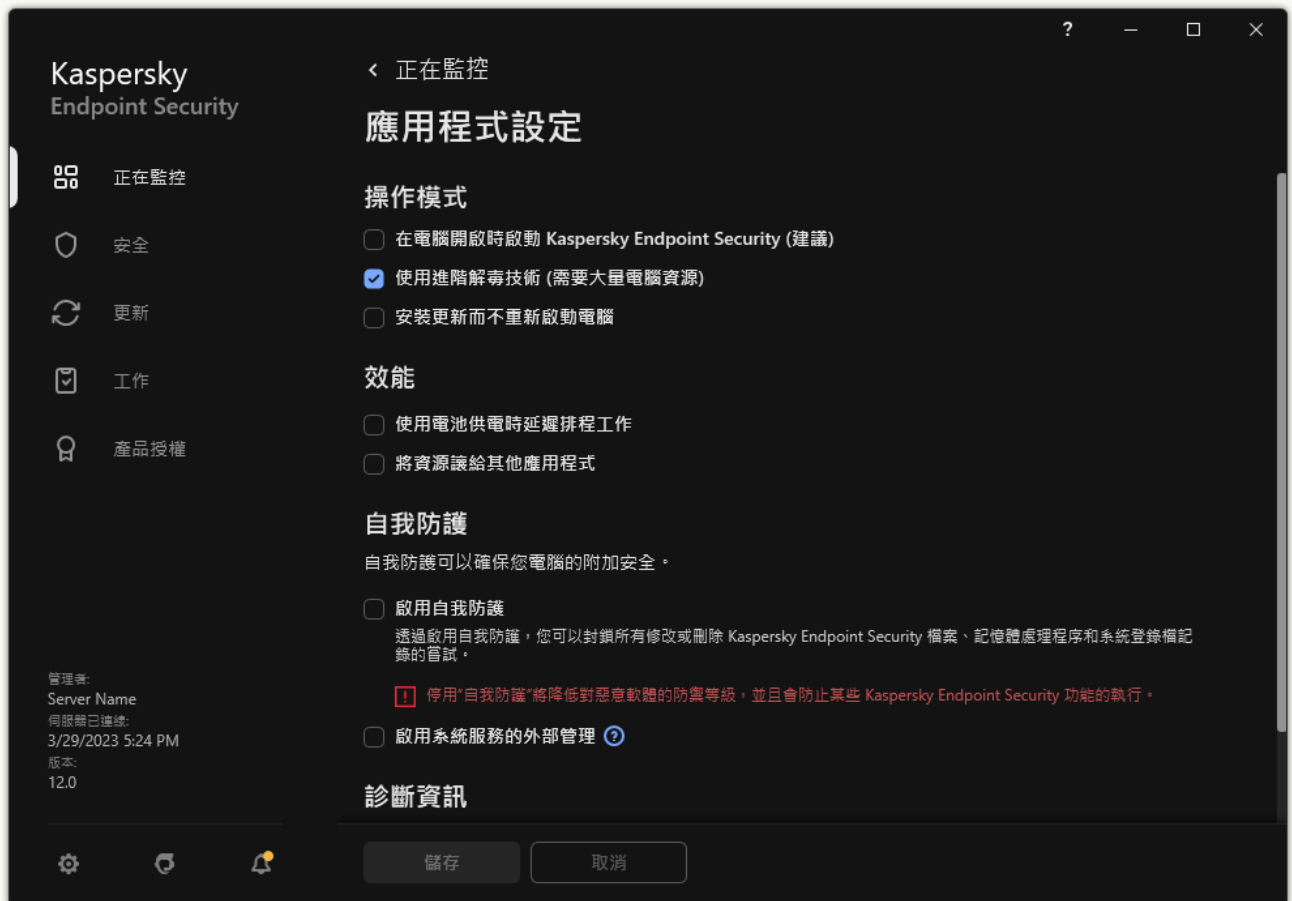 ?
Kaspersky
Endpoint Security
正在監控
安全
更新
工作
產品授權
管理者:
Server Name
伺服器已連線:
3/29/2023 5:24 PM
版本:
12.0
正在監控
應用程式設定
操作模式
在電腦開啟時啟動 Kaspersky Endpoint Security (建議)
使用進階解毒技術 (需要大量電腦資源)
安裝更新而不重新啟動電腦
效能
使用電池供電時延遲排程工作
將資源讓給其他應用程式
自我防護
自我防護可以確保您電腦的附加安全。
啟用自我防護
透過啟用自我防護，您可以封鎖所有修改或刪除 Kaspersky Endpoint Security 檔案、記憶體處理程序和系統登錄檔記
錄的嘗試。
停用"自我防護"將降低對惡意軟體的防禦等級，並且會防止某些 Kaspersky Endpoint Security 功能的執行。
啟用系統服務的外部管理 ?
診斷資訊
儲存
取消